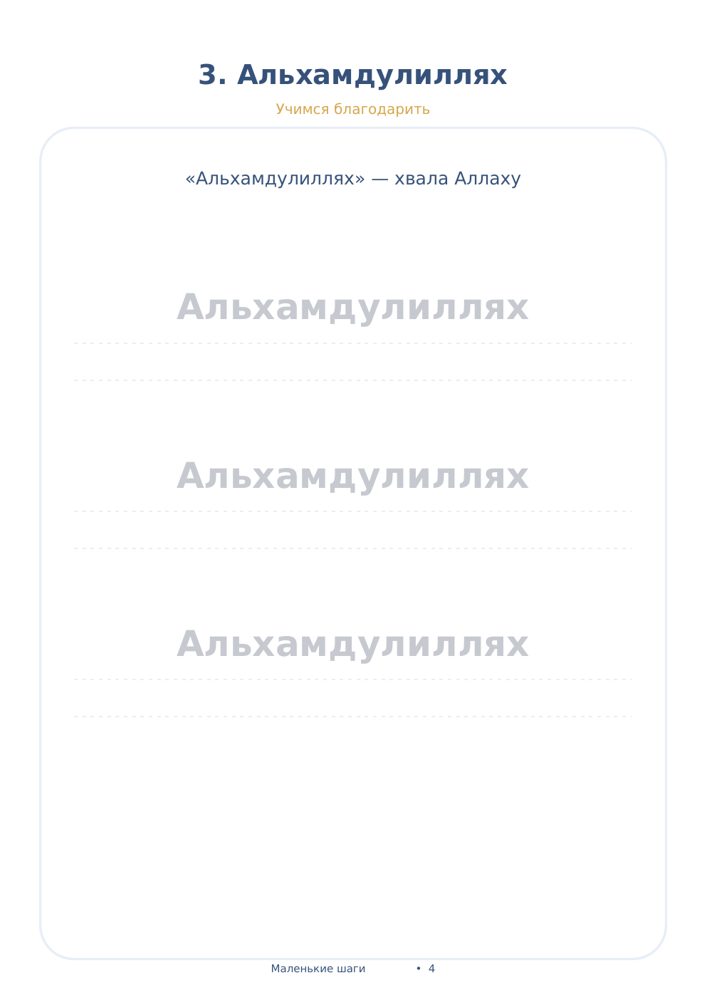 3. Альхамдулиллях
Учимся благодарить
«Альхамдулиллях» — хвала Аллаху
Альхамдулиллях
Альхамдулиллях
Альхамдулиллях
Маленькие шаги • 4